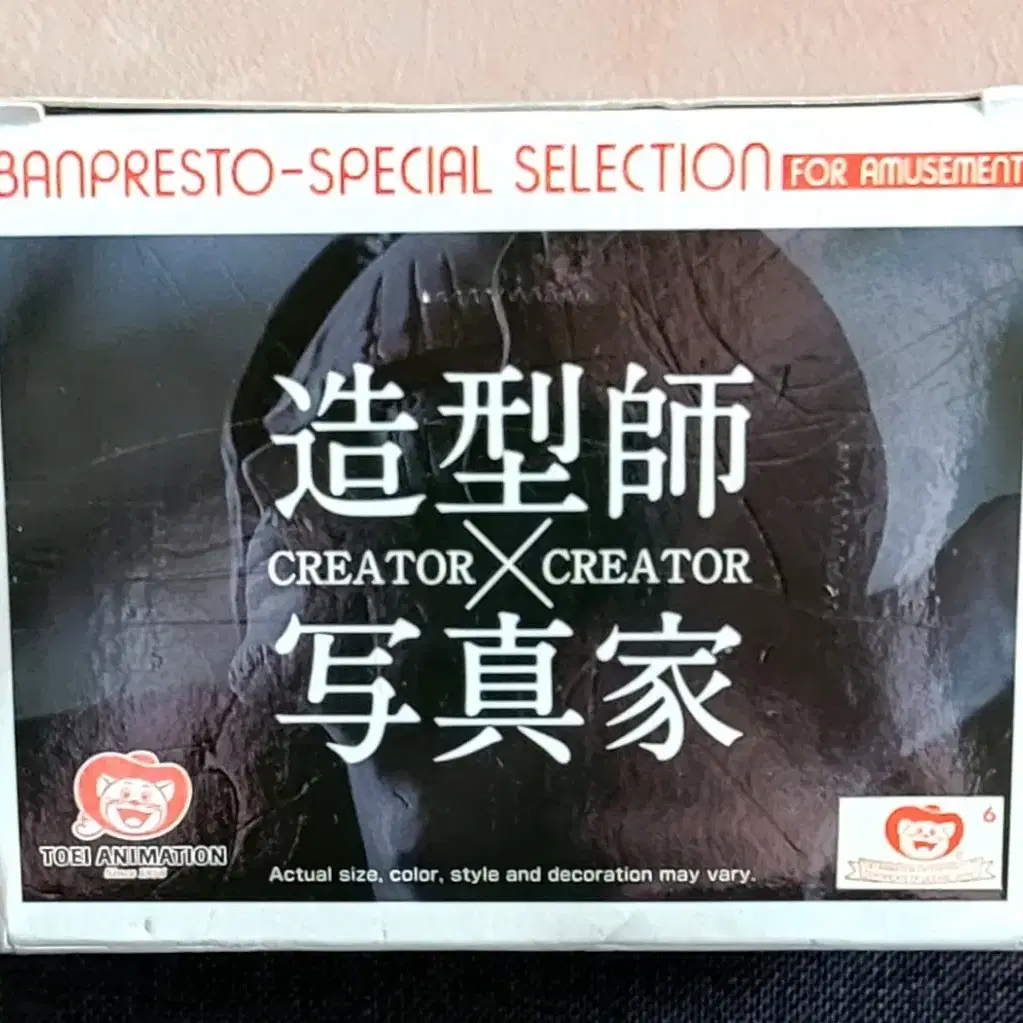 BANPRESTO-SPECIAL SELECTION FOR AMUSEMENT
造型師
CREATOR×CREATOR
写真家
TOEI ANIMATION
6
Actual size, color, style and decoration may vary.